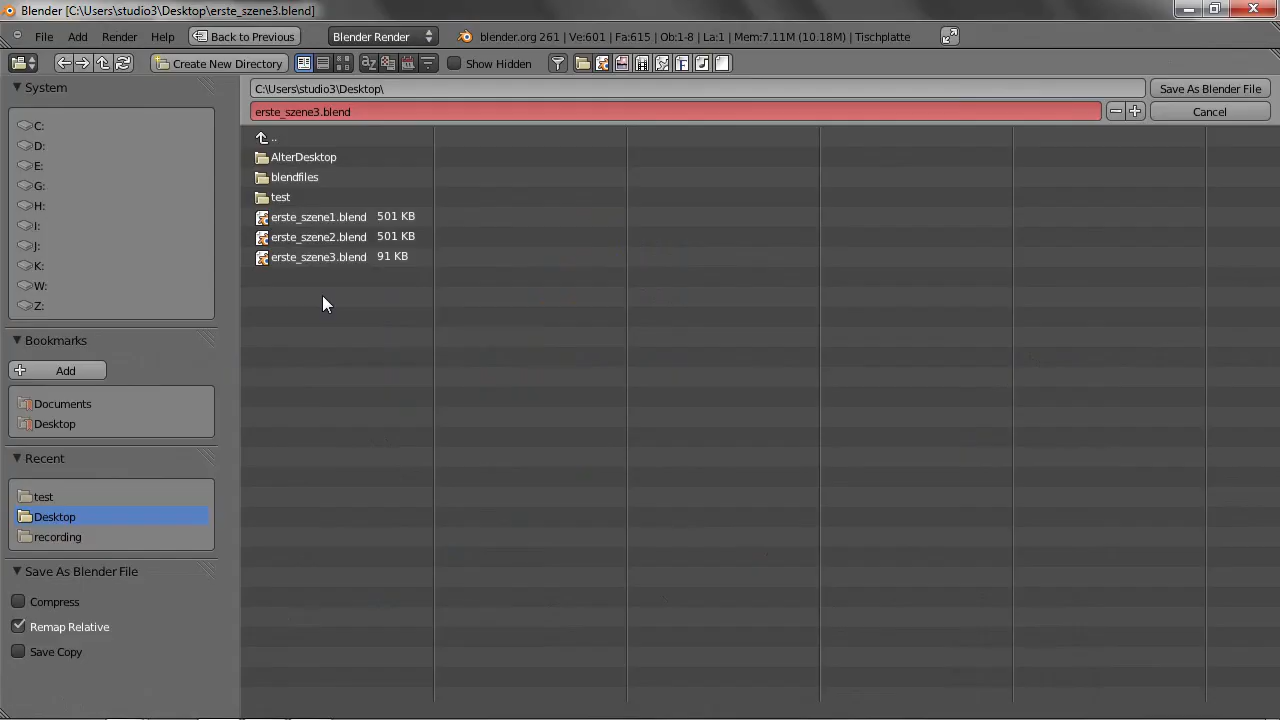 Blender [C:\Users\studio3\Desktop\erste_szene3.blend]
File Add Render Help Back to Previous Blender Render blender.org 261 | Ve:601 | Fa:615 | Ob:1-8 | La:1 | Mem:7.11M (10.18M) | Tischplatte
Create New Directory Show Hidden
System
C:
D:
E:
G:
H:
I:
J:
K:
W:
Z:
Bookmarks
Add
Documents
Desktop
Recent
test
Desktop
recording
Save As Blender File
Compress
Remap Relative
Save Copy
C:\Users\studio3\Desktop\ Save As Blender File
erste_szene3.blend Cancel
..
AlterDesktop
blendfiles
test
erste_szene1.blend 501 KB
erste_szene2.blend 501 KB
erste_szene3.blend 91 KB